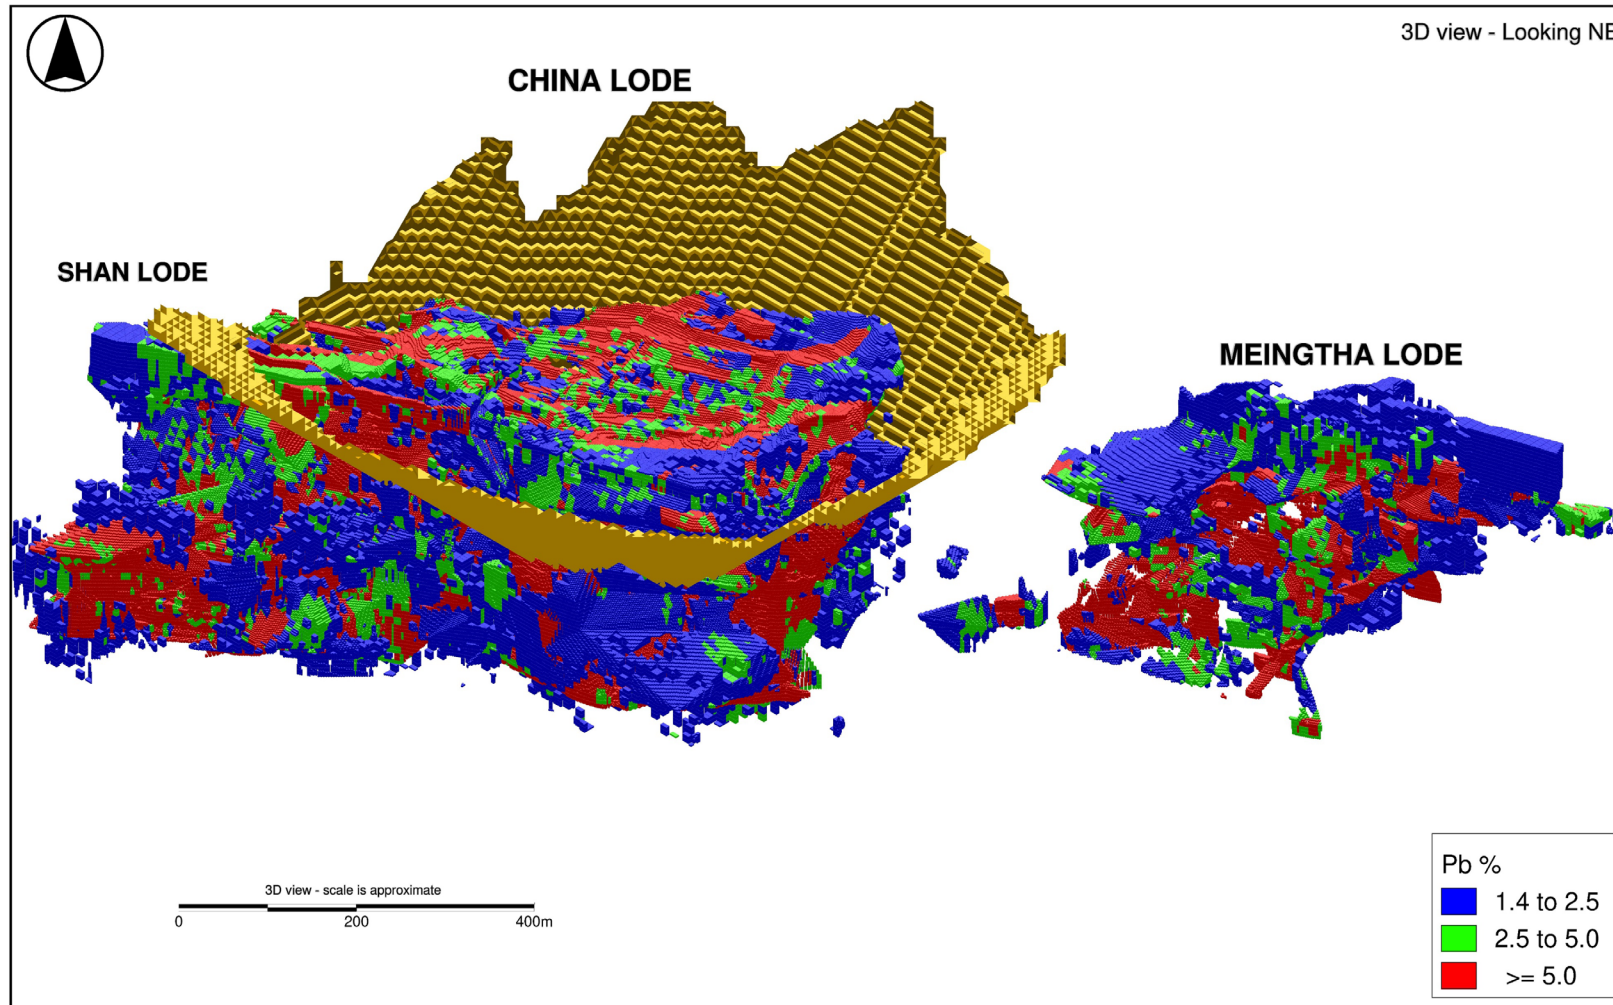 3D view - Looking NE
CHINA LODE
SHAN LODE
MEINGTHA LODE
3D view - scale is approximate
0 200 400m
Pb %
1.4 to 2.5
2.5 to 5.0
>= 5.0